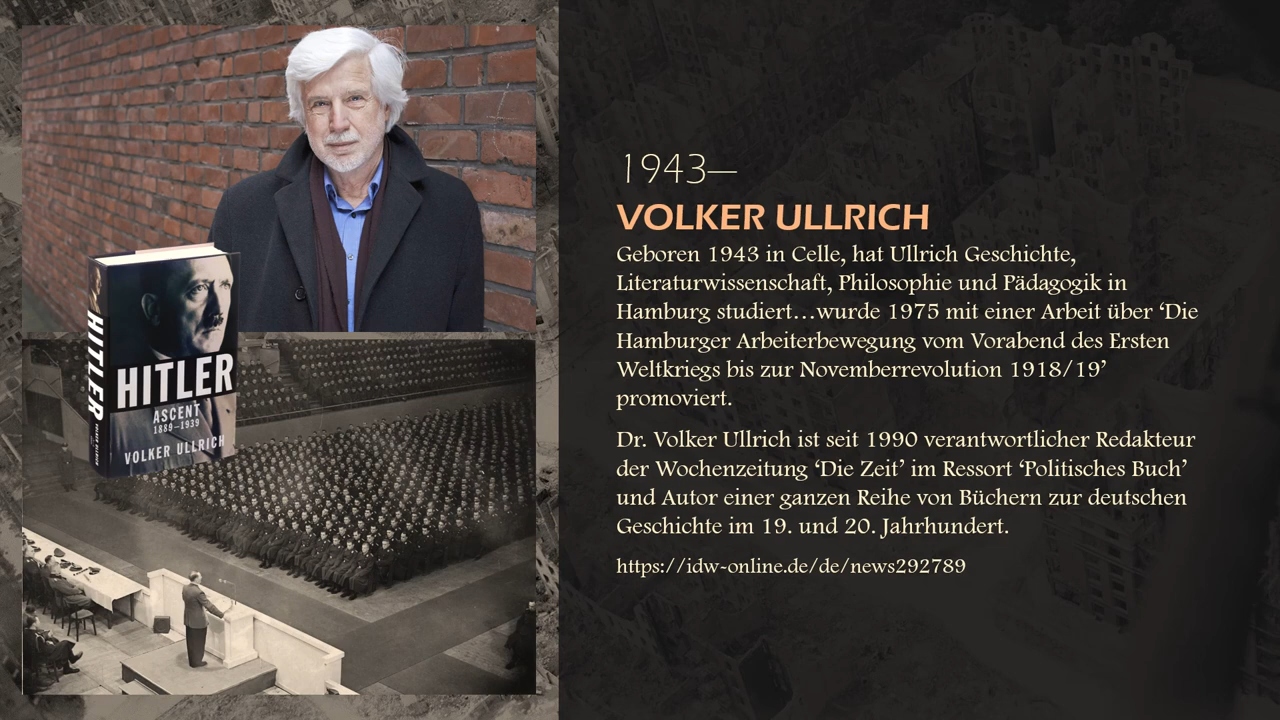 HITLER
HITLER
ASCENT
1889–1939
VOLKER ULLRICH
VOLKER ULLRICH
1943—
VOLKER ULLRICH
Geboren 1943 in Celle, hat Ullrich Geschichte,
Literaturwissenschaft, Philosophie und Pädagogik in
Hamburg studiert…wurde 1975 mit einer Arbeit über ‘Die
Hamburger Arbeiterbewegung vom Vorabend des Ersten
Weltkriegs bis zur Novemberrevolution 1918/19’
promoviert.
Dr. Volker Ullrich ist seit 1990 verantwortlicher Redakteur
der Wochenzeitung ‘Die Zeit’ im Ressort ‘Politisches Buch’
und Autor einer ganzen Reihe von Büchern zur deutschen
Geschichte im 19. und 20. Jahrhundert.
https://idw-online.de/de/news292789